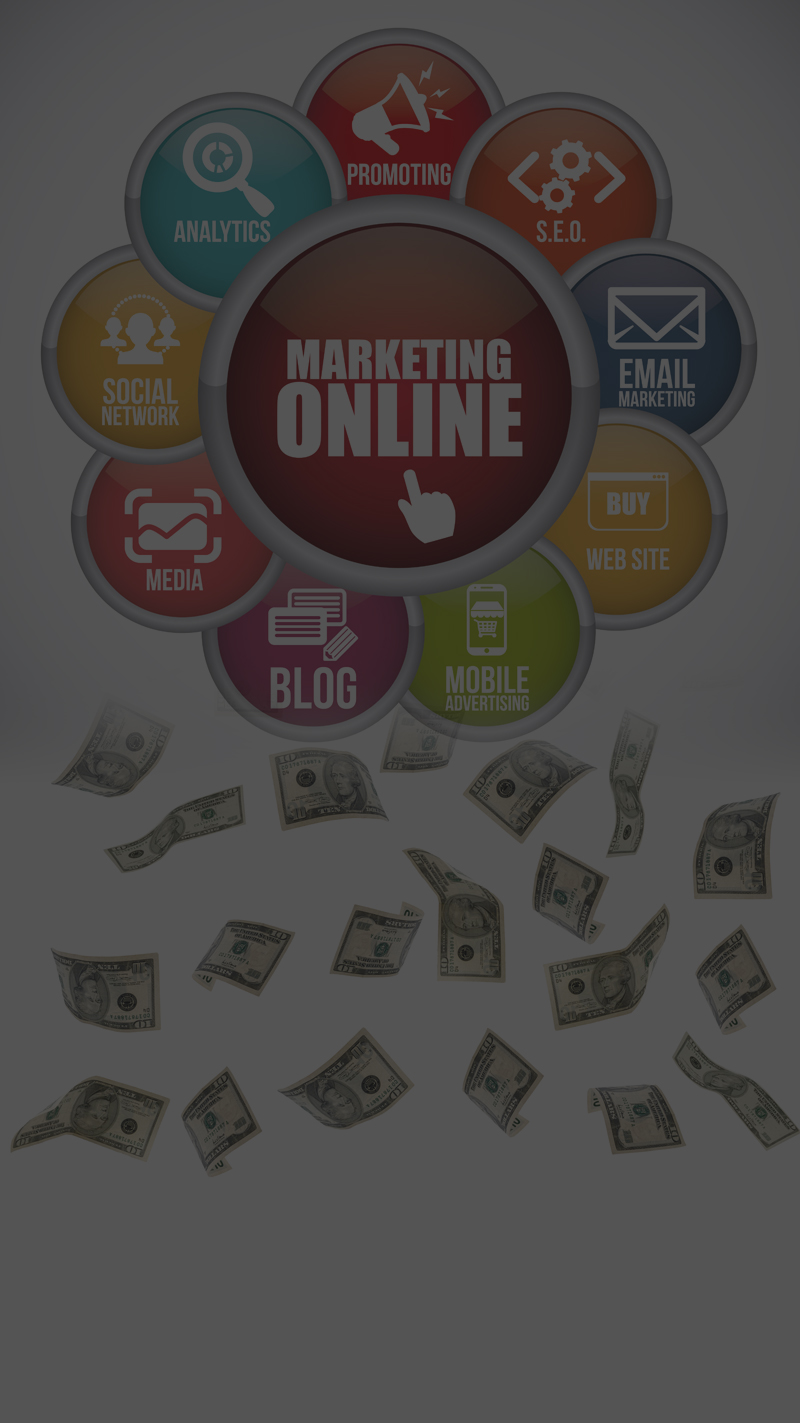 PROMOTING
ANALYTICS
S.E.O.
SOCIAL
NETWORK
EMAIL
MARKETING
MARKETING
ONLINE
BUY
WEB SITE
MEDIA
BLOG
MOBILE
ADVERTISING